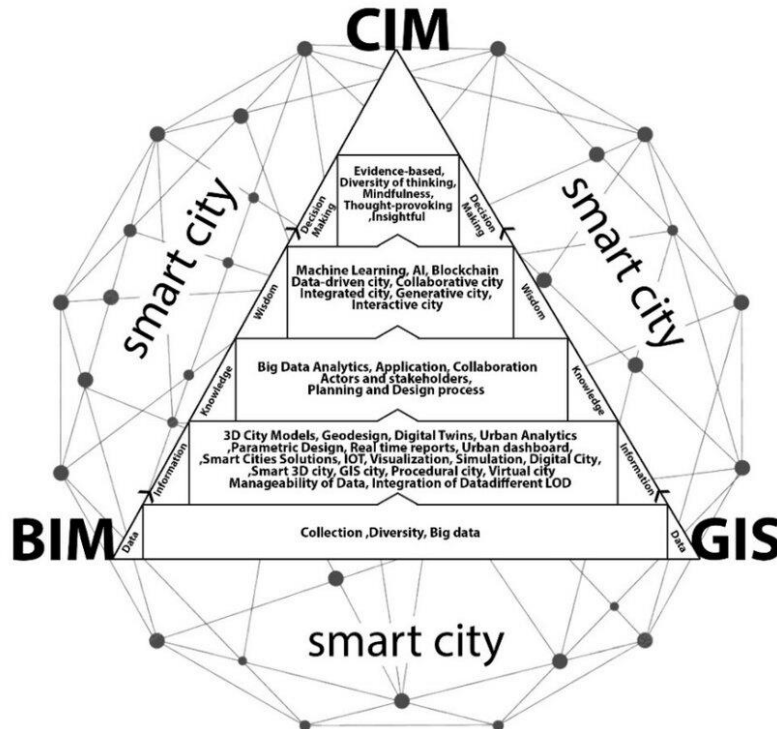 CIM
Evidence-based,
Diversity of thinking,
Mindfulness,
Thought-provoking
,Insightful
Decision
Making
Decision
Making
smart city
smart city
Machine Learning, AI, Blockchain
Data-driven city, Collaborative city
Integrated city, Generative city,
Interactive city
Wisdom
Wisdom
Big Data Analytics, Application, Collaboration
Actors and stakeholders,
Planning and Design process
Knowledge
Knowledge
3D City Models, Geodesign, Digital Twins, Urban Analytics
,Parametric Design, Real time reports, Urban dashboard,
,Smart Cities Solutions, IOT, Visualization, Simulation, Digital City,
,Smart 3D city, GIS city, Procedural city, Virtual city
Manageability of Data, Integration of Datadifferent LOD
Information
Information
BIM
Data
Collection ,Diversity, Big data
Data
GIS
smart city